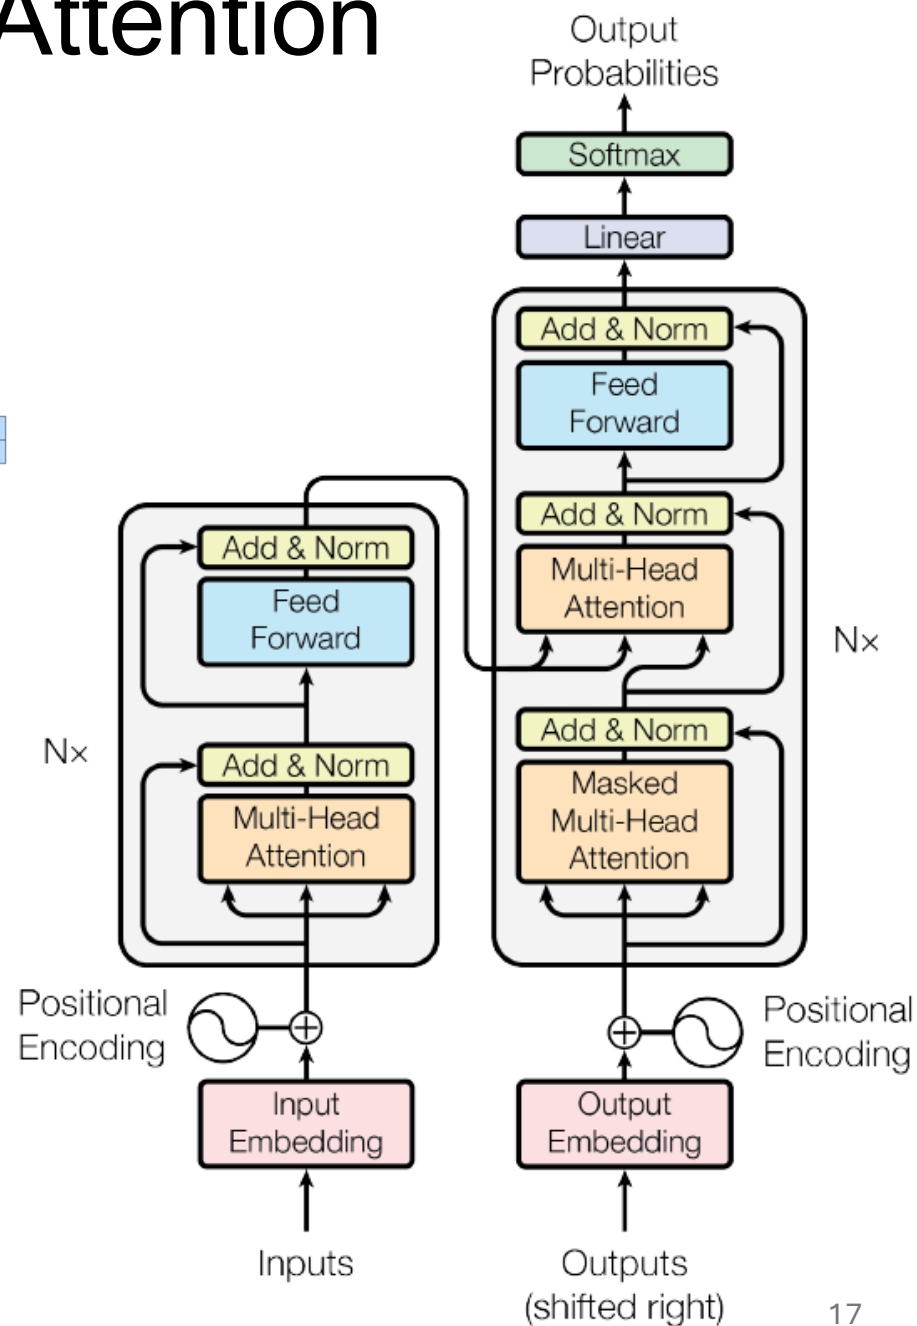 Attention
Output
Probabilities
Softmax
Linear
Add & Norm
Feed
Forward
Add & Norm
Multi-Head
Attention
Nx
Add & Norm
Masked
Multi-Head
Attention
Positional
Encoding
Output
Embedding
Outputs
(shifted right)
Add & Norm
Feed
Forward
Nx
Add & Norm
Multi-Head
Attention
Positional
Encoding
Input
Embedding
Inputs
17